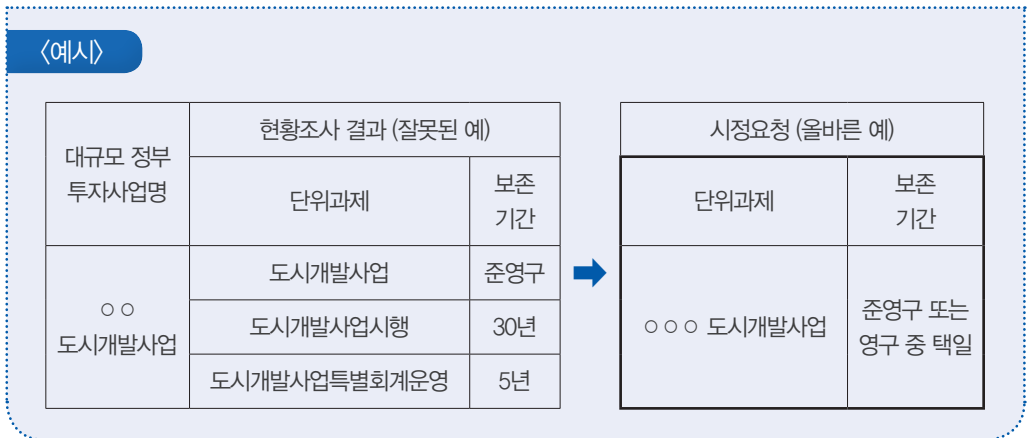 〈예시〉
대규모 정부
투자사업명
현황조사 결과 (잘못된 예)
단위과제
보존
기간
○ ○
도시개발사업
도시개발사업
준영구
도시개발사업시행
30년
도시개발사업특별회계운영
5년
시정요청 (올바른 예)
단위과제
보존
기간
○ ○ ○ 도시개발사업
준영구 또는
영구 중 택일